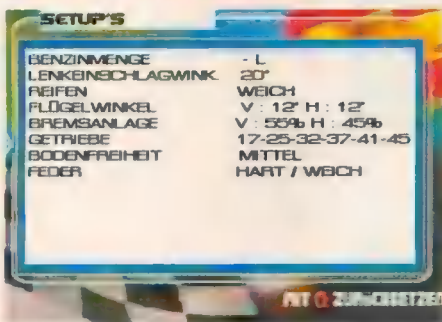 SETUP'S
BENZINMENGE - L
LENKEINSCHLAGWINK. 20°
REIFEN WEICH
FLÜGELWINKEL V : 12° H : 12°
BREMSANLAGE V : 55% H : 45%
GETRIEBE 17-25-32-37-41-45
BODENFREIHEIT MITTEL
FEDER HART / WEICH
MIT Q ZURÜCKSETZEN